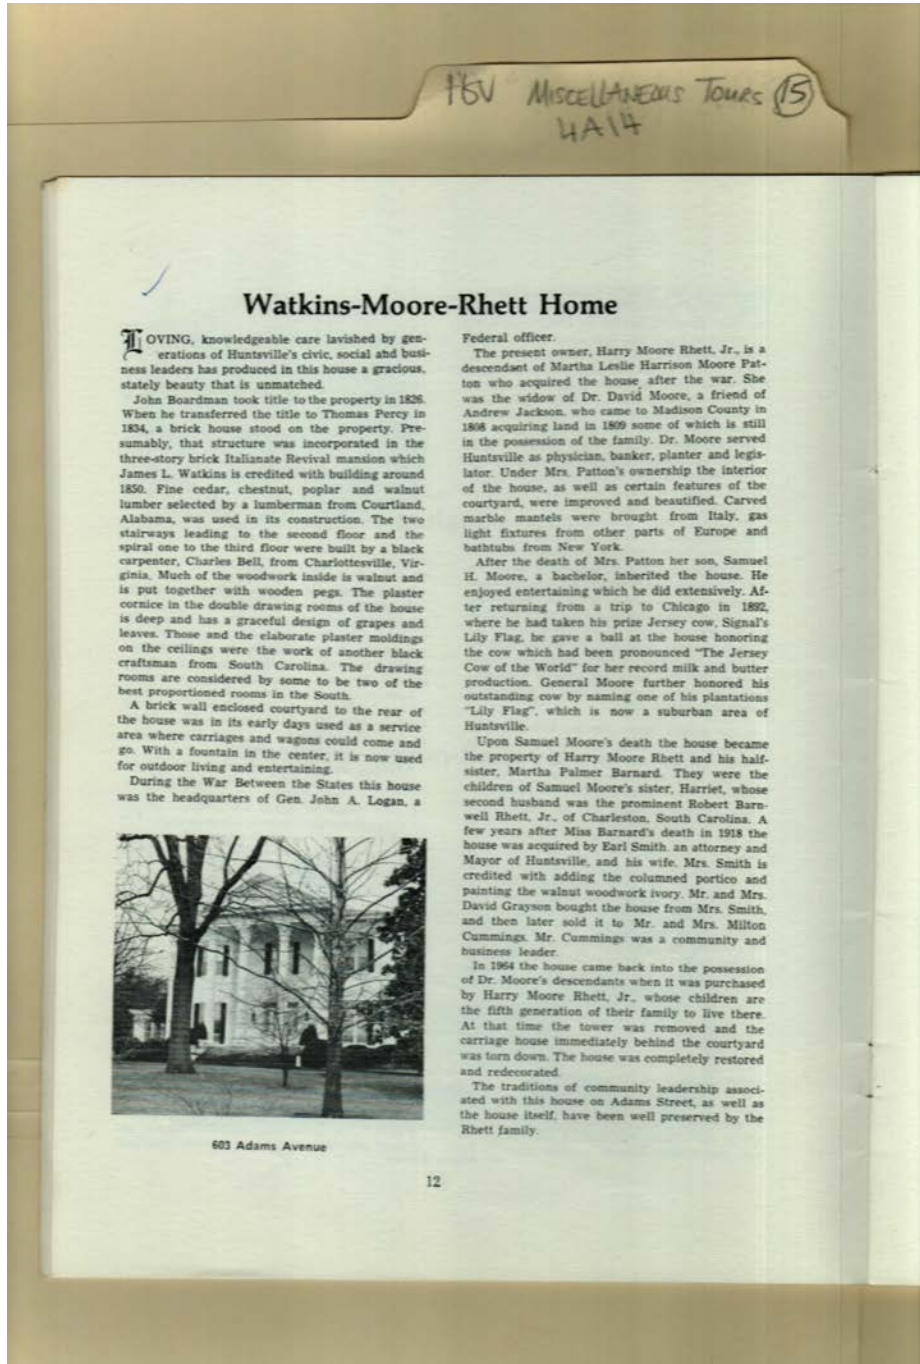 HSV MISCELLANEOUS TOURS 15
4A14
Watkins-Moore-Rhett Home
LOVING, knowledgeable care lavished by gen-
erations of Huntsville's civic, social and busi-
ness leaders has produced in this house a gracious,
stately beauty that is unmatched.
John Boardman took title to the property in 1826.
When he transferred the title to Thomas Percy in
1834, a brick house stood on the property. Pre-
sumably, that structure was incorporated in the
three-story brick Italianate Revival mansion which
James L. Watkins is credited with building around
1850. Fine cedar, chestnut, poplar and walnut
lumber selected by a lumberman from Courtland,
Alabama, was used in its construction. The two
stairways leading to the second floor and the
spiral one to the third floor were built by a black
carpenter, Charles Bell, from Charlottesville, Vir-
ginia. Much of the woodwork inside is walnut and
is put together with wooden pegs. The plaster
cornice in the double drawing rooms of the house
is deep and has a graceful design of grapes and
leaves. Those and the elaborate plaster moldings
on the ceilings were the work of another black
craftsman from South Carolina. The drawing
rooms are considered by some to be two of the
best proportioned rooms in the South.
A brick wall enclosed courtyard to the rear of
the house was in its early days used as a service
area where carriages and wagons could come and
go. With a fountain in the center, it is now used
for outdoor living and entertaining.
During the War Between the States this house
was the headquarters of Gen. John A. Logan, a
Federal officer.
The present owner, Harry Moore Rhett, Jr., is a
descendant of Martha Leslie Harrison Moore Pat-
ton who acquired the house after the war. She
was the widow of Dr. David Moore, a friend of
Andrew Jackson, who came to Madison County in
1808 acquiring land in 1809 some of which is still
in the possession of the family. Dr. Moore served
Huntsville as physician, banker, planter and legis-
lator. Under Mrs. Patton's ownership the interior
of the house, as well as certain features of the
courtyard, were improved and beautified. Carved
marble mantels were brought from Italy, gas
light fixtures from other parts of Europe and
bathtubs from New York.
After the death of Mrs. Patton her son, Samuel
H. Moore, a bachelor, inherited the house. He
enjoyed entertaining which he did extensively. Af-
ter returning from a trip to Chicago in 1892,
where he had taken his prize Jersey cow, Signal's
Lily Flag, he gave a ball at the house honoring
the cow which had been pronounced "The Jersey
Cow of the World" for her record milk and butter
production. General Moore further honored his
outstanding cow by naming one of his plantations
"Lily Flag", which is now a suburban area of
Huntsville.
Upon Samuel Moore's death the house became
the property of Harry Moore Rhett and his half-
sister, Martha Palmer Barnard. They were the
children of Samuel Moore's sister, Harriet, whose
second husband was the prominent Robert Barn-
well Rhett, Jr., of Charleston, South Carolina. A
few years after Miss Barnard's death in 1918 the
house was acquired by Earl Smith, an attorney and
Mayor of Huntsville, and his wife. Mrs. Smith is
credited with adding the columned portico and
painting the walnut woodwork ivory. Mr. and Mrs.
David Grayson bought the house from Mrs. Smith,
and then later sold it to Mr. and Mrs. Milton
Cummings. Mr. Cummings was a community and
business leader.
In 1964 the house came back into the possession
of Dr. Moore's descendants when it was purchased
by Harry Moore Rhett, Jr., whose children are
the fifth generation of their family to live there.
At that time the tower was removed and the
carriage house immediately behind the courtyard
was torn down. The house was completely restored
and redecorated.
The traditions of community leadership associ-
ated with this house on Adams Street, as well as
the house itself, have been well preserved by the
Rhett family.
603 Adams Avenue
12